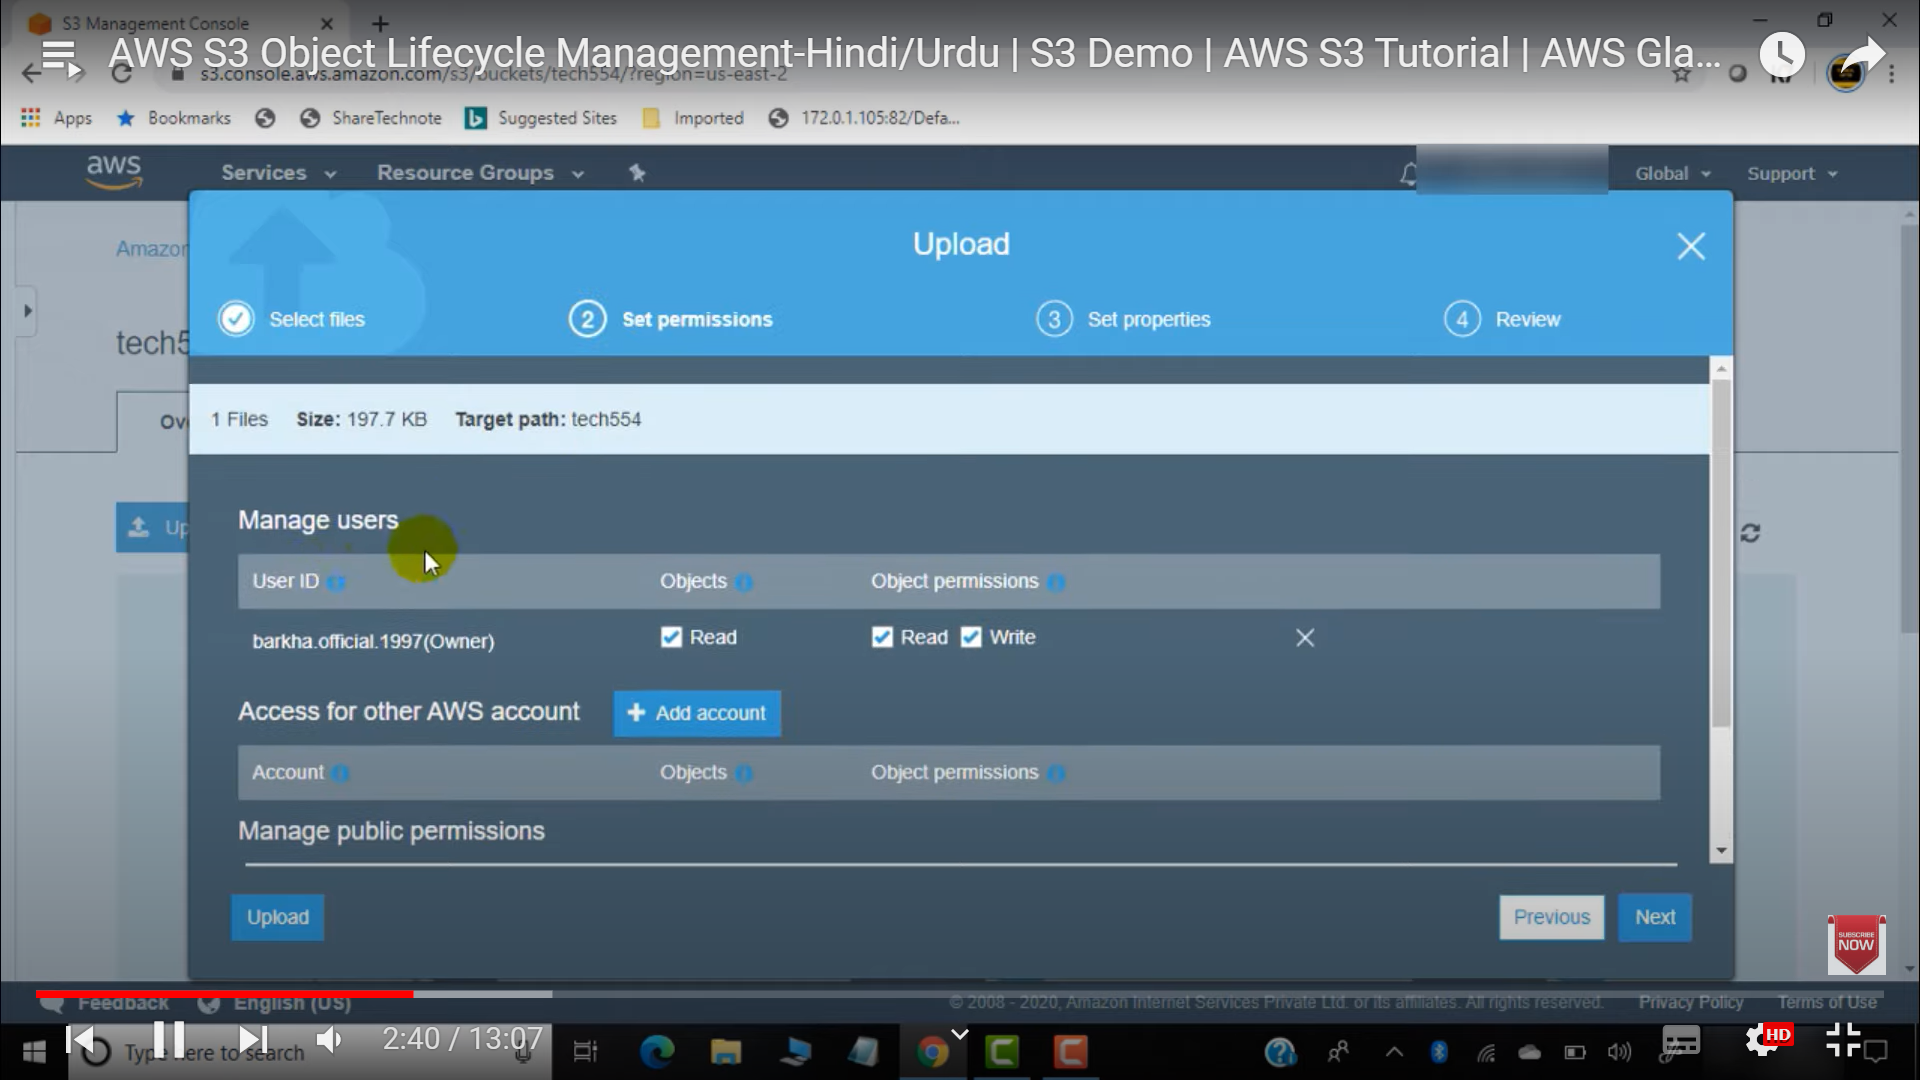 S3 Management Console
AWS S3 Object Lifecycle Management-Hindi/Urdu | S3 Demo | AWS S3 Tutorial | AWS Gla...
s3.console.aws.amazon.com/s3/buckets/tech554/?region=us-east-2
Apps Bookmarks ShareTechnote Suggested Sites Imported 172.0.1.105:82/Defa...
aws Services Resource Groups Global Support
Upload
Amazon
Select files 2 Set permissions 3 Set properties 4 Review
tech5
Ov 1 Files Size: 197.7 KB Target path: tech554
Manage users
Up
User ID Objects Object permissions
barkha.official.1997(Owner) Read Read Write
Access for other AWS account + Add account
Account Objects Object permissions
Manage public permissions
Upload Previous Next
SUBSCRIBE
NOW
Feedback English (US) © 2008 - 2020, Amazon Internet Services Private Ltd. or its affiliates. All rights reserved. Privacy Policy Terms of Use
Type here to search 2:40 / 13:07 HD